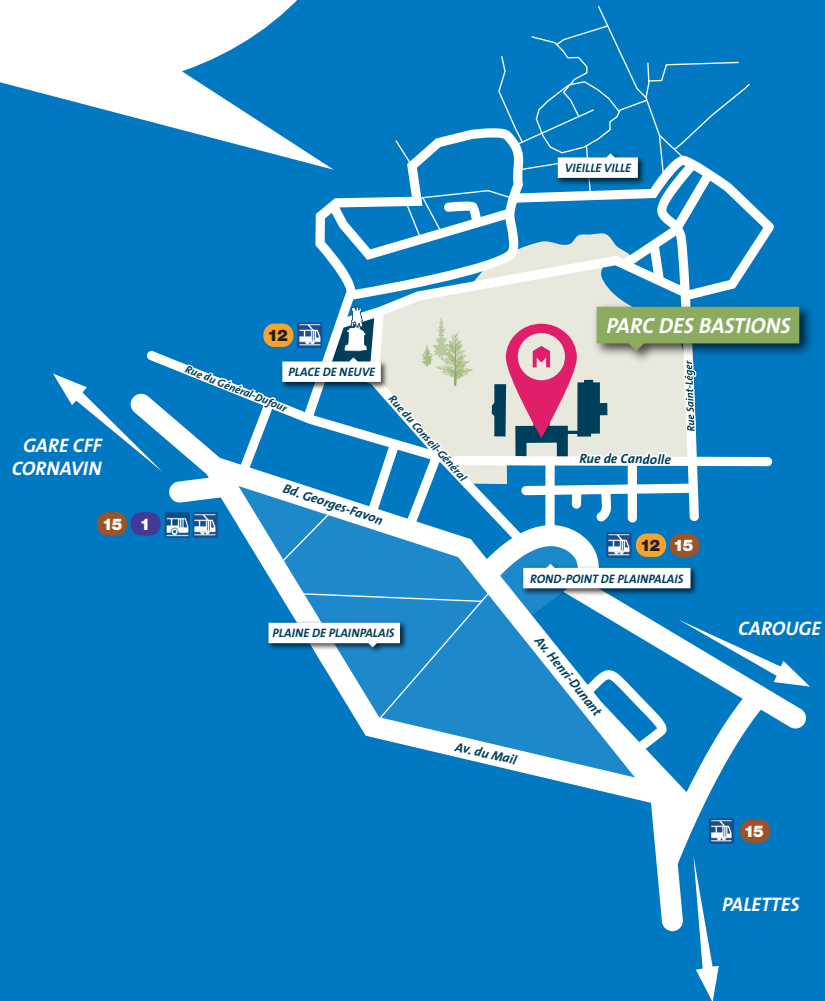 VIEILLE VILLE
PARC DES BASTIONS
12
PLACE DE NEUVE
M
Rue du Général-Dufour
Rue du Conseil-Général
Rue Saint-Léger
GARE CFF
CORNAVIN
Rue de Candolle
Bd. Georges-Favon
15 1
12 15
ROND-POINT DE PLAINPALAIS
PLAINE DE PLAINPALAIS
CAROUGE
Av. Henri-Dunant
Av. du Mail
15
PALETTES